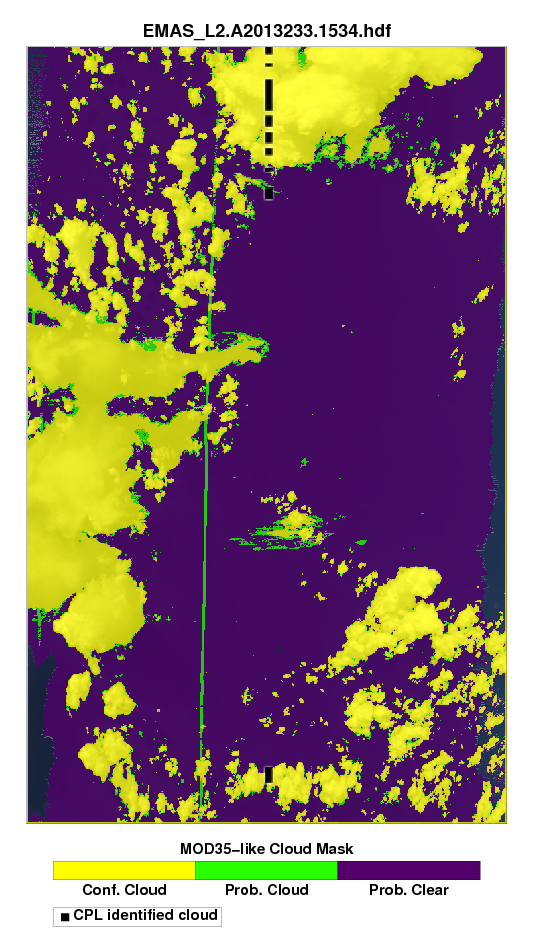 EMAS_L2.A2013233.1534.hdf
MOD35-like Cloud Mask
Conf. Cloud Prob. Cloud Prob. Clear
CPL identified cloud